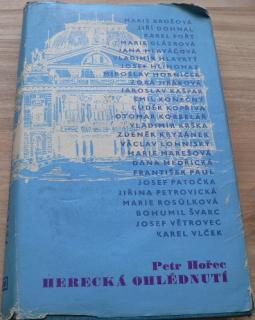 MARIE BROŽOVÁ
JIŘÍ DOHNAL
KAREL FOŘT
MARIE GLÁZROVÁ
JANA HLAVÁČOVÁ
VLADIMÍR HLAVATÝ
JOSEF HLINOMAZ
MIROSLAV HORNÍČEK
ZORA JIRÁKOVÁ
JAROSLAV KAŠPAR
EMIL KONEČNÝ
LUDĚK KOPŘIVA
OTOMAR KORBELÁŘ
VLADIMÍR KRŠKA
ZDENĚK KRYZÁNEK
VÁCLAV LOHNISKÝ
MARIE MAREŠOVÁ
DANA MEDŘICKÁ
FRANTIŠEK PAUL
JOSEF PATOČKA
JIŘINA PETROVICKÁ
MARIE ROSŮLKOVÁ
BOHUMIL ŠVARC
JOSEF VĚTROVEC
KAREL VLČEK
Petr Hořec
HERECKÁ OHLÉDNUTÍ